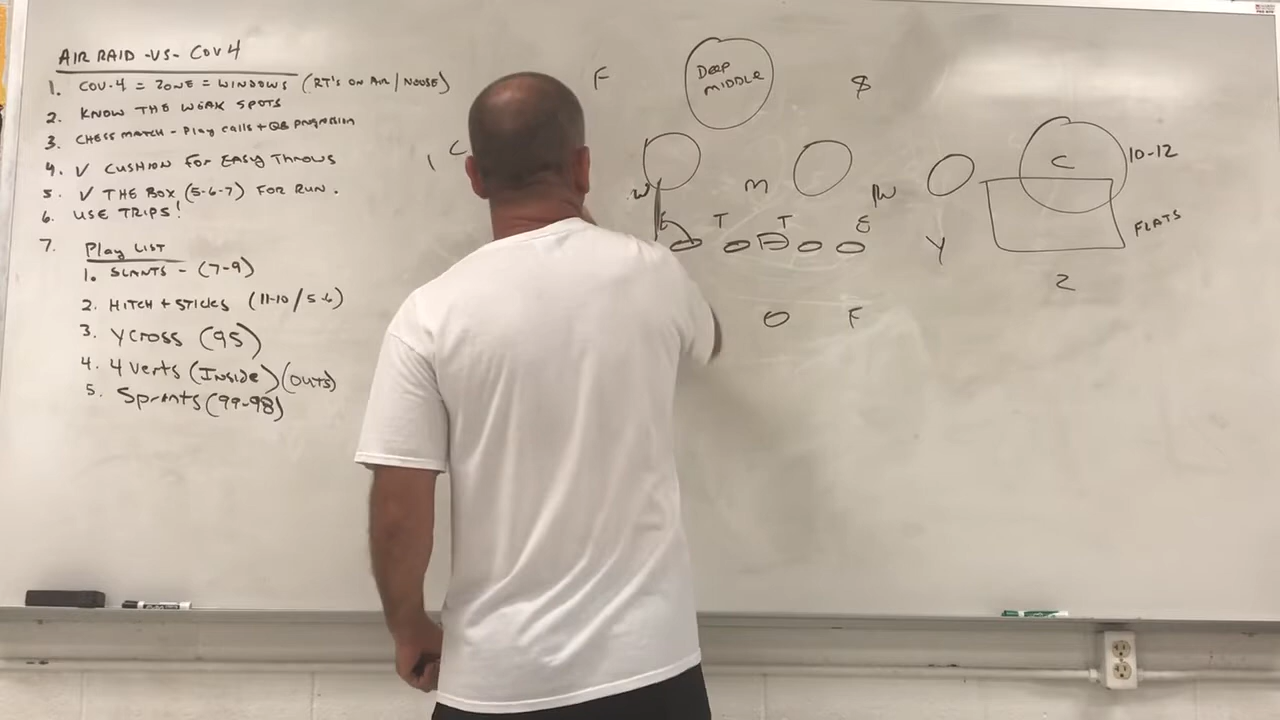 AIR RAID -VS- COV 4
1. COV. 4 = ZONE = WINDOWS (RT'S ON AIR / NOOSE)
2. KNOW THE WEAK SPOTS
3. CHESS MATCH - Play calls + QB PROGRESSION
4. ✓ CUSHION FOR EASY THROWS
5. ✓ THE BOX (5-6-7) FOR RUN.
6. USE TRIPS!
7. Play LIST
1. SLANTS - (7-9)
2. HITCH + STICKS (11-10 / 5-6)
3. YCROSS (95)
4. 4 Verts (INSIDE) (OUTS)
5. Sprints (99-98)
F
DEEP
MIDDLE
$
C
C
10-12
W
M
W
T
T
E
E
FLATS
Y
Z
F